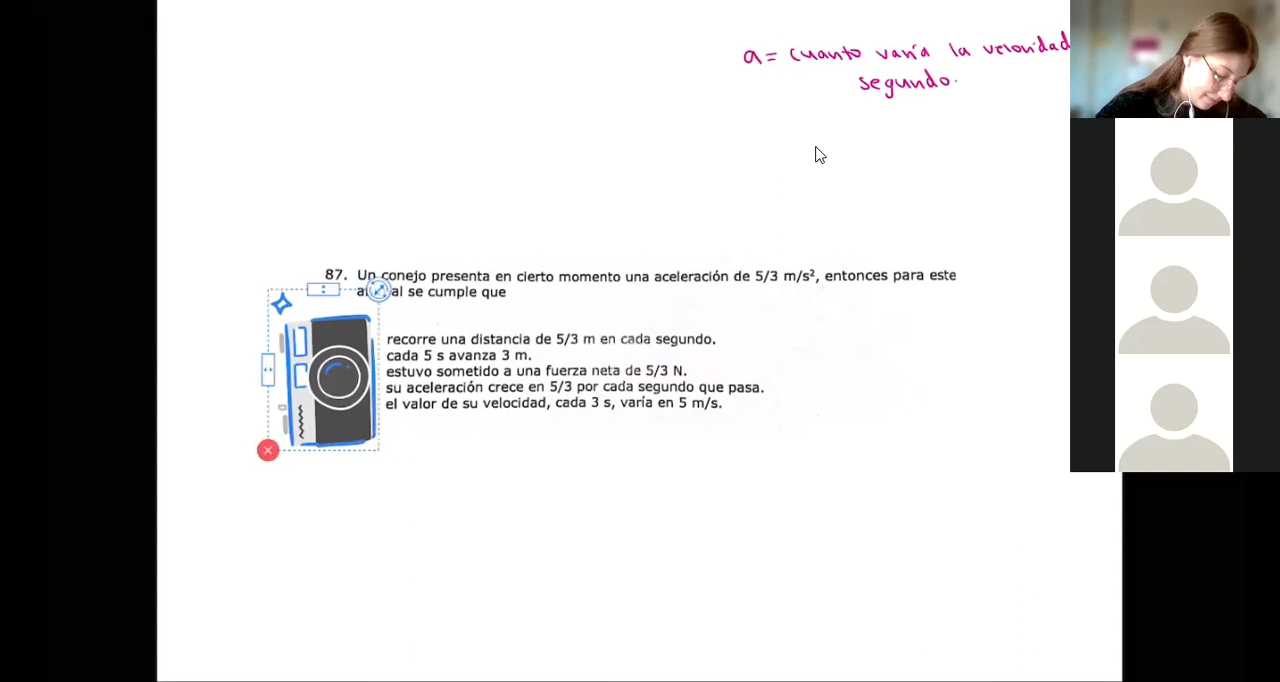 a = cuanto varía la velocidad
segundo.
87. Un conejo presenta en cierto momento una aceleración de 5/3 m/s², entonces para este
se cumple que
recorre una distancia de 5/3 m en cada segundo.
cada 5 s avanza 3 m.
estuvo sometido a una fuerza neta de 5/3 N.
su aceleración crece en 5/3 por cada segundo que pasa.
el valor de su velocidad, cada 3 s, varía en 5 m/s.